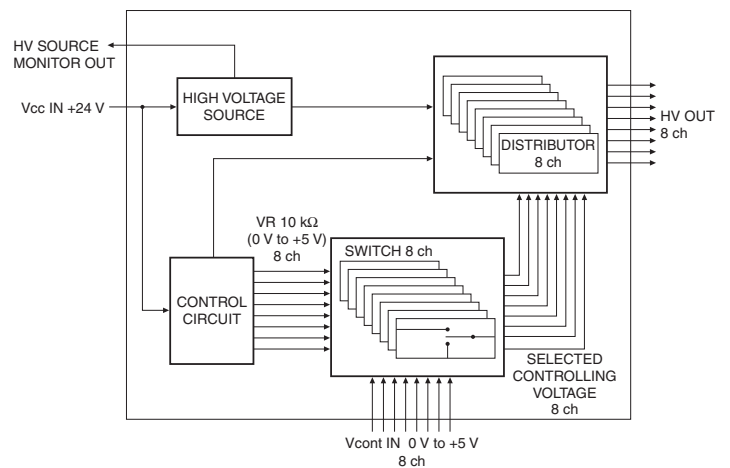 HV SOURCE
MONITOR OUT
Vcc IN +24 V
HIGH VOLTAGE
SOURCE
DISTRIBUTOR
8 ch
HV OUT
8 ch
VR 10 kΩ
(0 V to +5 V)
8 ch
CONTROL
CIRCUIT
SWITCH 8 ch
SELECTED
CONTROLLING
VOLTAGE
8 ch
Vcont IN 0 V to +5 V
8 ch